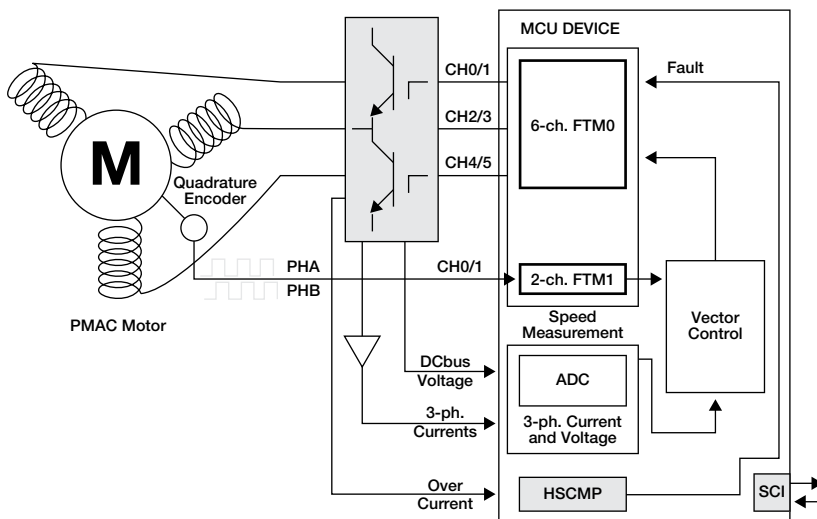 MCU DEVICE
CH0/1
CH2/3
CH4/5
6-ch. FTM0
Fault
M
Quadrature
Encoder
PHA
PHB
CH0/1
2-ch. FTM1
Speed
Measurement
Vector
Control
PMAC Motor
DCbus
Voltage
ADC
3-ph.
Currents
3-ph. Current
and Voltage
Over
Current
HSCMP
SCI